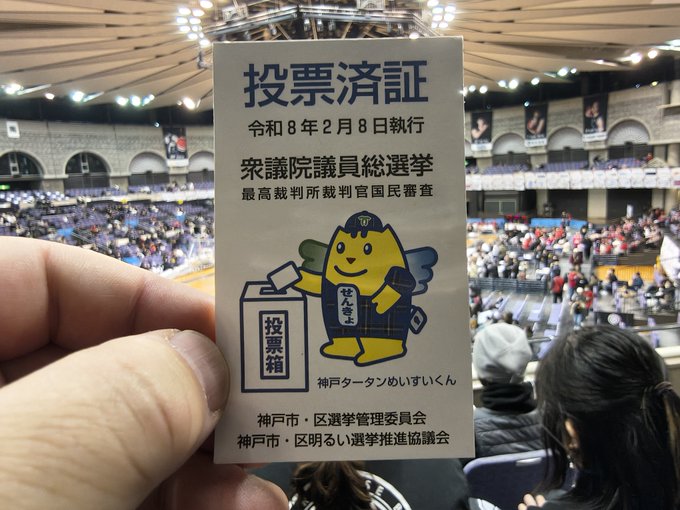 投票済証
令和8年2月8日執行
衆議院議員総選挙
最高裁判所裁判官国民審査
せんきょ
投票箱
神戸タータンめいすいくん
神戸市・区選挙管理委員会
神戸市・区明るい選挙推進協議会